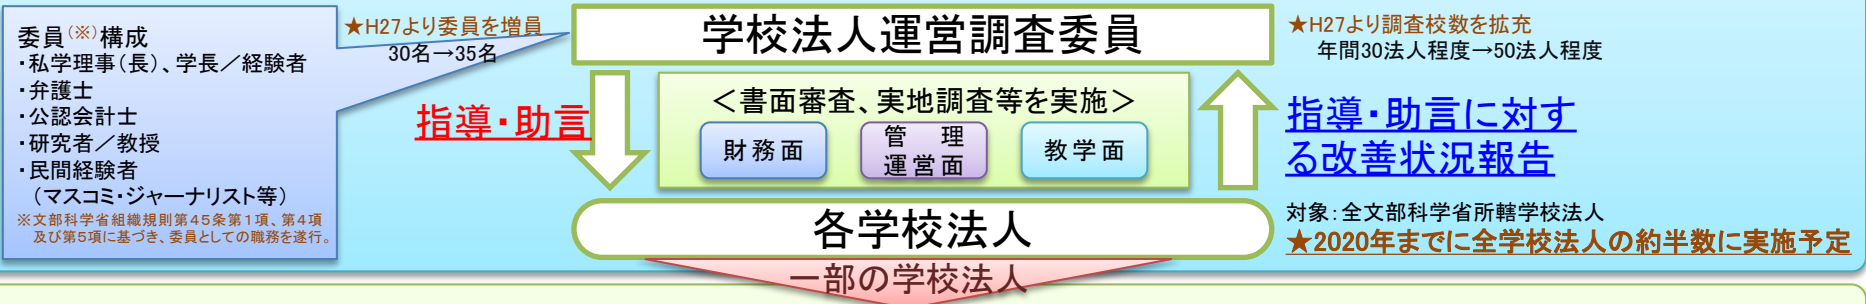 委員(※)構成
・私学理事(長)、学長／経験者
・弁護士
・公認会計士
・研究者／教授
・民間経験者
（マスコミ・ジャーナリスト等）
※文部科学省組織規則第４５条第１項、第４項
及び第５項に基づき、委員としての職務を遂行。
★H27より委員を増員
30名→35名
学校法人運営調査委員
★H27より調査校数を拡充
年間30法人程度→50法人程度
指導・助言
＜書面審査、実地調査等を実施＞
財務面
管　理
運営面
教学面
指導・助言に対す
る改善状況報告
各学校法人
対象：全文部科学省所轄学校法人
★2020年までに全学校法人の約半数に実施予定
一部の学校法人